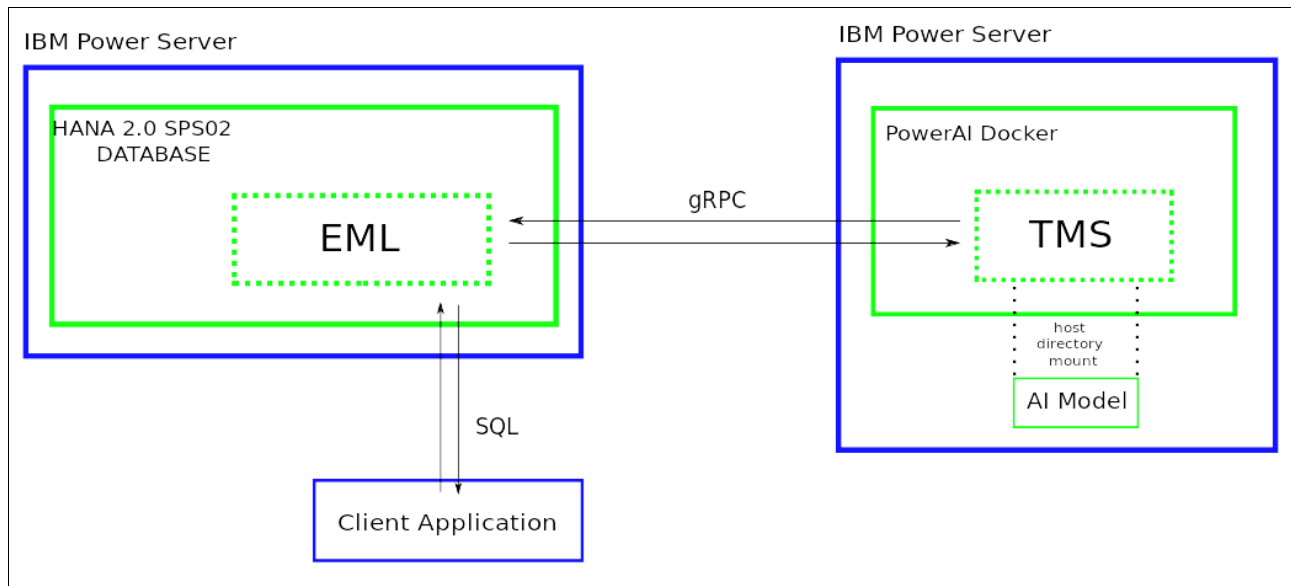 IBM Power Server
HANA 2.0 SPS02
DATABASE
EML
gRPC
SQL
Client Application
IBM Power Server
PowerAI Docker
TMS
host
directory
mount
AI Model